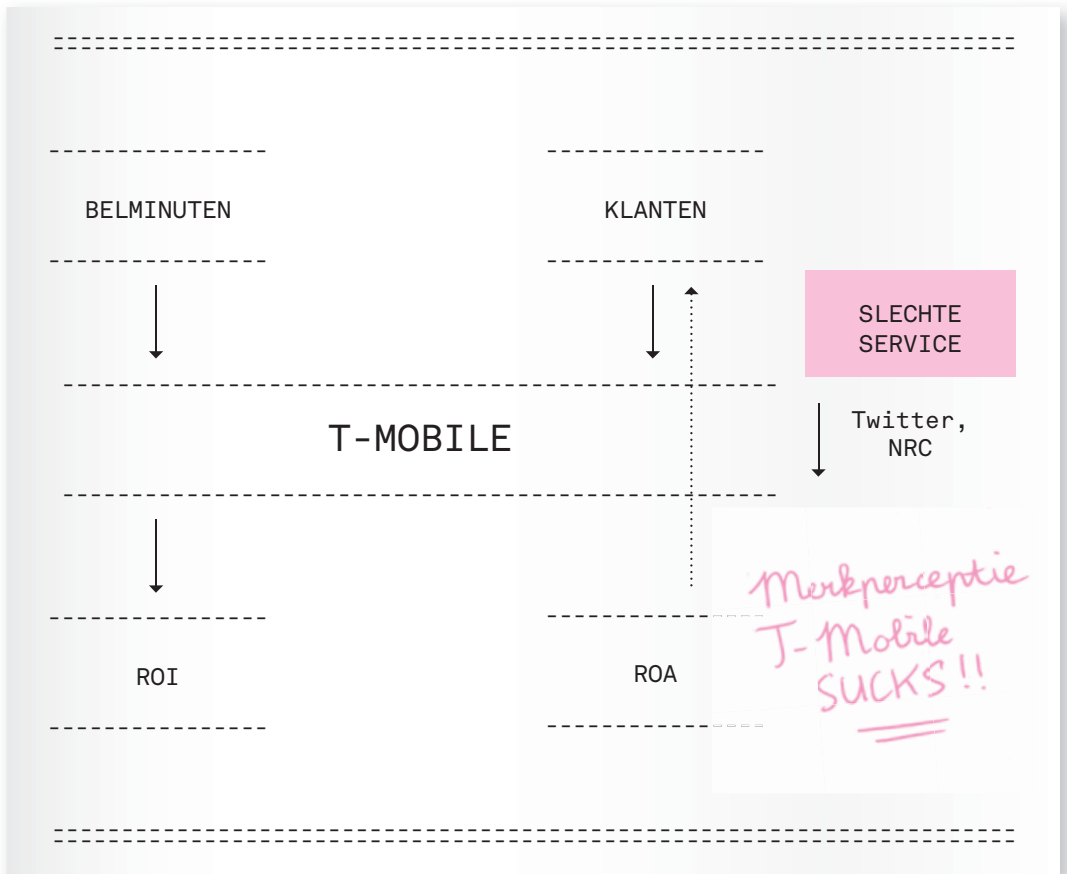 BELMINUTEN
KLANTEN
SLECHTE
SERVICE
T-MOBILE
Twitter,
NRC
Merkperceptie
T-Mobile
SUCKS!!
ROI
ROA